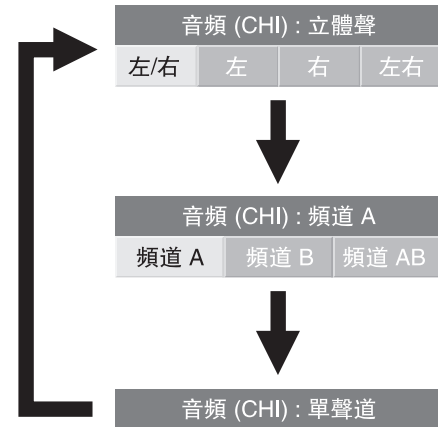 音頻 (CHI) : 立體聲
左/右 左 右 左右
音頻 (CHI) : 頻道 A
頻道 A 頻道 B 頻道 AB
音頻 (CHI) : 單聲道